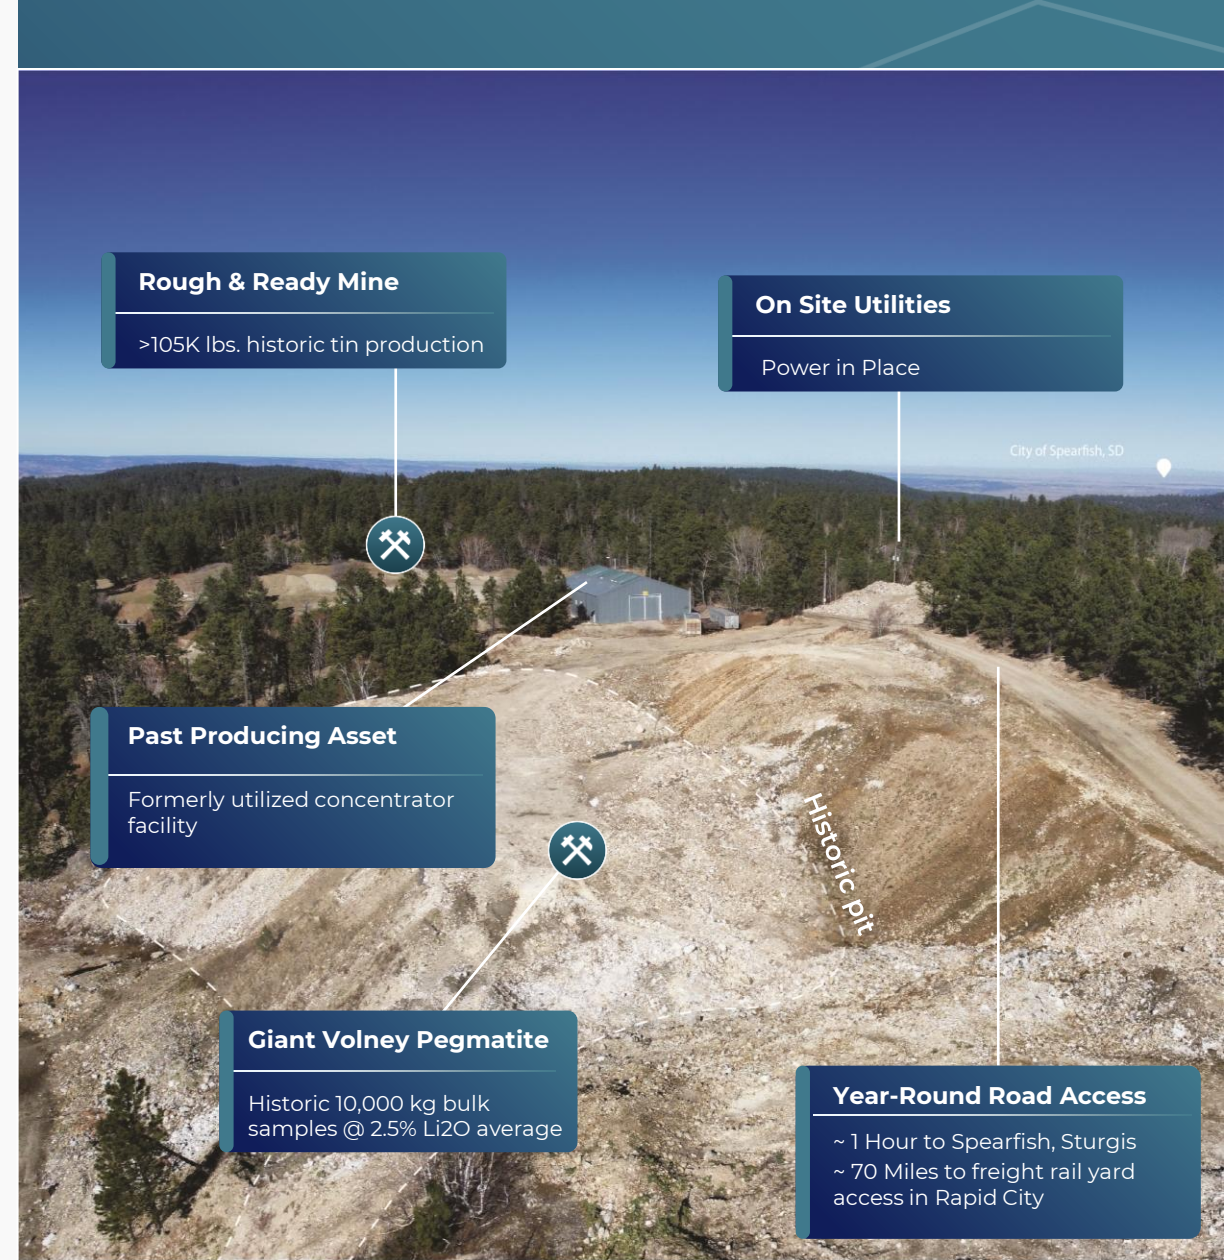 Rough & Ready Mine
>105K lbs. historic tin production
On Site Utilities
Power in Place
City of Spearfish, SD
Past Producing Asset
Formerly utilized concentrator
facility
Historic pit
Giant Volney Pegmatite
Historic 10,000 kg bulk
samples @ 2.5% Li2O average
Year-Round Road Access
~ 1 Hour to Spearfish, Sturgis
~ 70 Miles to freight rail yard
access in Rapid City